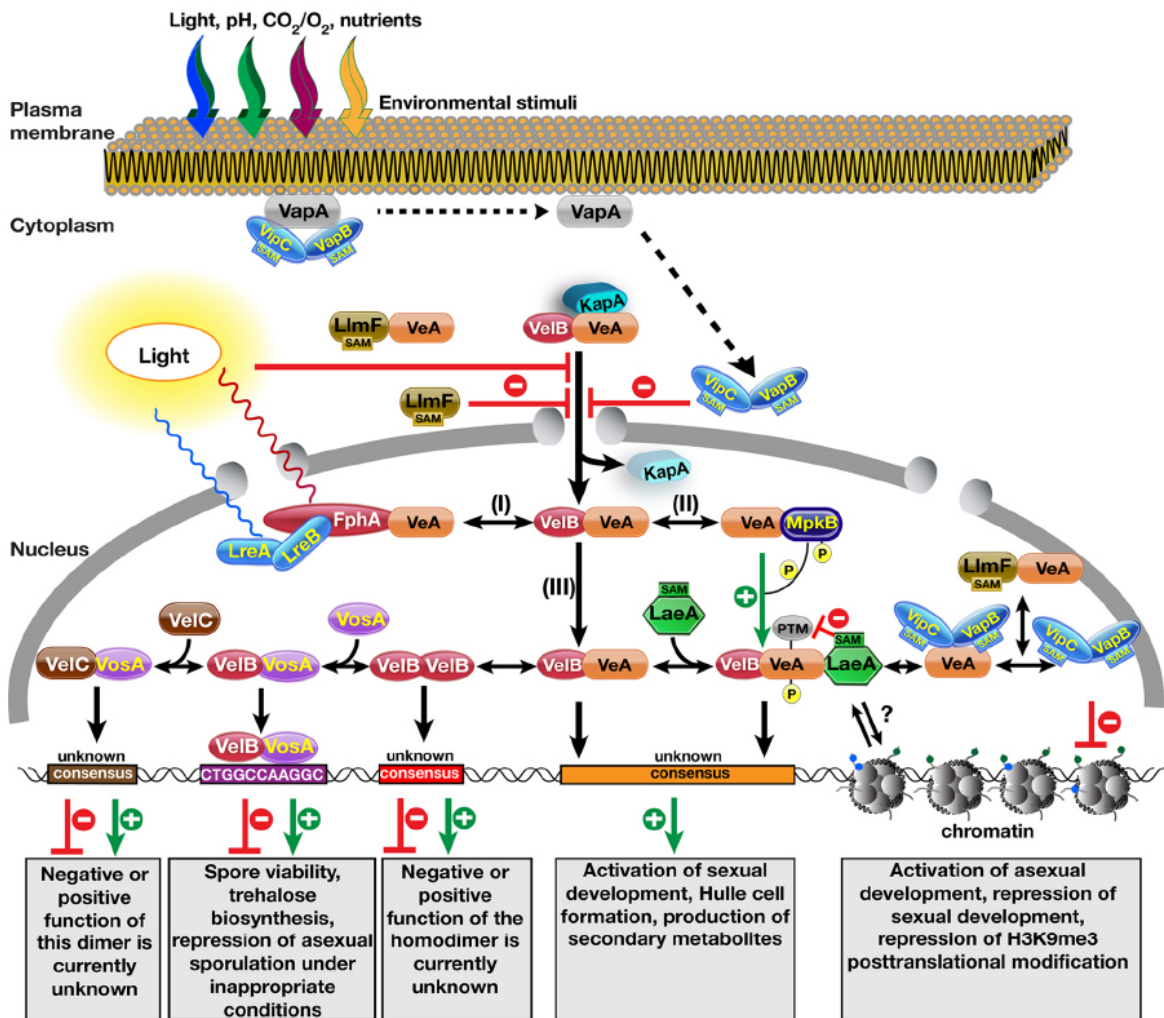 Light, pH, CO2/O2, nutrients
Environmental stimuli
Plasma
membrane
Cytoplasm
VapA
VipC
SAM
VapB
SAM
VapA
KapA
VelB
VeA
LlmF
SAM
VeA
Light
LlmF
SAM
VipC
SAM
VapB
SAM
KapA
Nucleus
FphA
VeA
LreA
LreB
(I)
VelB
VeA
(II)
VeA
MpkB
P
P
(III)
LlmF
SAM
VeA
SAM
LaeA
PTM
SAM
LaeA
VelB
VeA
P
VipC
SAM
VapB
SAM
VeA
VipC
SAM
VapB
SAM
VelC
VosA
VelC
VosA
VelB
VosA
VelB
VelB
VelB
VeA
?
VelB
VosA
unknown
consensus
CTGGCCAAGGC
unknown
consensus
unknown
consensus
chromatin
Negative or
positive
function of
this dimer is
currently
unknown
Spore viability,
trehalose
biosynthesis,
repression of asexual
sporulation under
inappropriate
conditions
Negative or
positive
function of the
homodimer is
currently
unknown
Activation of sexual
development, Hulle cell
formation, production of
secondary metabolites
Activation of asexual
development, repression of
sexual development,
repression of H3K9me3
posttranslational modification